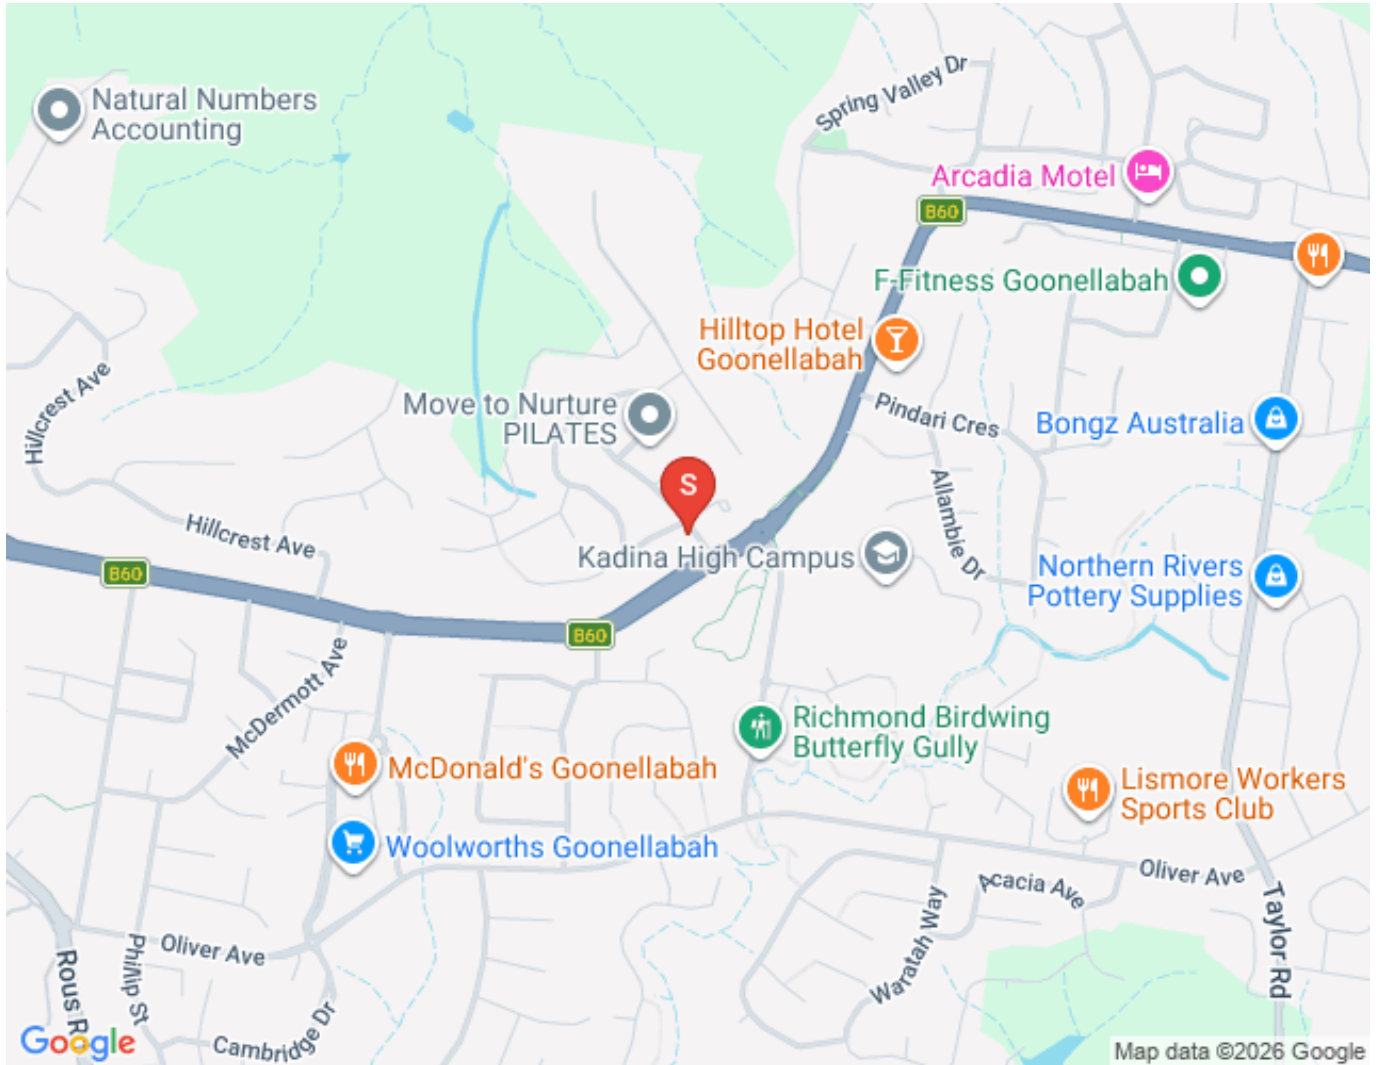 Spring Valley Dr
Natural Numbers
Accounting
Arcadia Motel
B60
F-Fitness Goonellabah
Hilltop Hotel
Goonellabah
Hillcrest Ave
Move to Nurture
PILATES
Pindari Cres
Bongz Australia
S
Allambie Dr
Hillcrest Ave
Kadina High Campus
B60
Northern Rivers
Pottery Supplies
B60
McDermott Ave
Richmond Birdwing
Butterfly Gully
McDonald's Goonellabah
Lismore Workers
Sports Club
Woolworths Goonellabah
Oliver Ave
Acacia Ave
Taylor Rd
Waratah Way
Oliver Ave
Phillip St
Rous R
Cambridge Dr
Google
Map data ©2026 Google